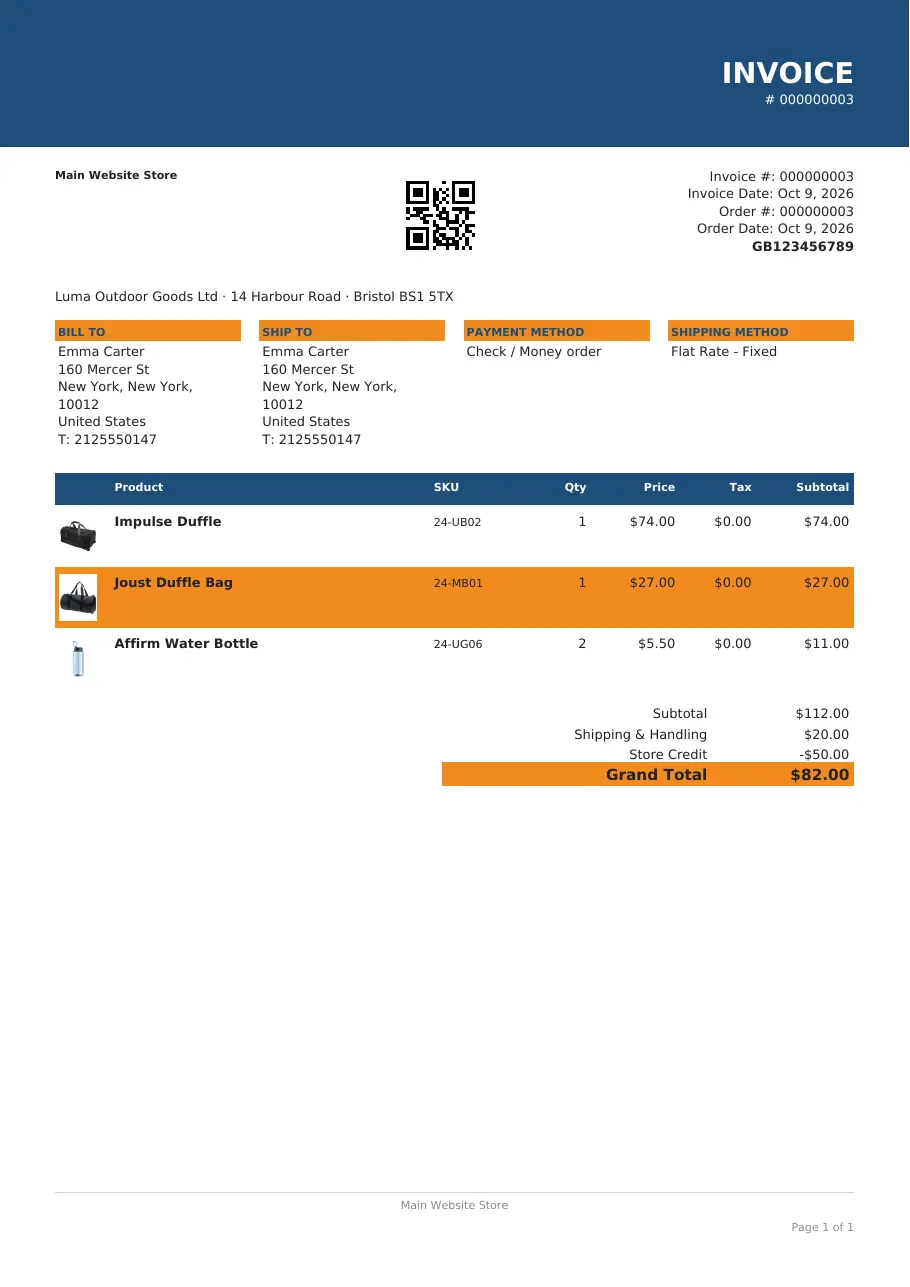 INVOICE
# 000000003
Main Website Store
Invoice #: 000000003
Invoice Date: Oct 9, 2026
Order #: 000000003
Order Date: Oct 9, 2026
GB123456789
Luma Outdoor Goods Ltd · 14 Harbour Road · Bristol BS1 5TX
BILL TO
Emma Carter
160 Mercer St
New York, New York,
10012
United States
T: 2125550147
SHIP TO
Emma Carter
160 Mercer St
New York, New York,
10012
United States
T: 2125550147
PAYMENT METHOD
Check / Money order
SHIPPING METHOD
Flat Rate - Fixed
Product SKU Qty Price Tax Subtotal
Impulse Duffle 24-UB02 1 $74.00 $0.00 $74.00
Joust Duffle Bag 24-MB01 1 $27.00 $0.00 $27.00
Affirm Water Bottle 24-UG06 2 $5.50 $0.00 $11.00
Subtotal $112.00
Shipping & Handling $20.00
Store Credit -$50.00
Grand Total $82.00
Main Website Store
Page 1 of 1